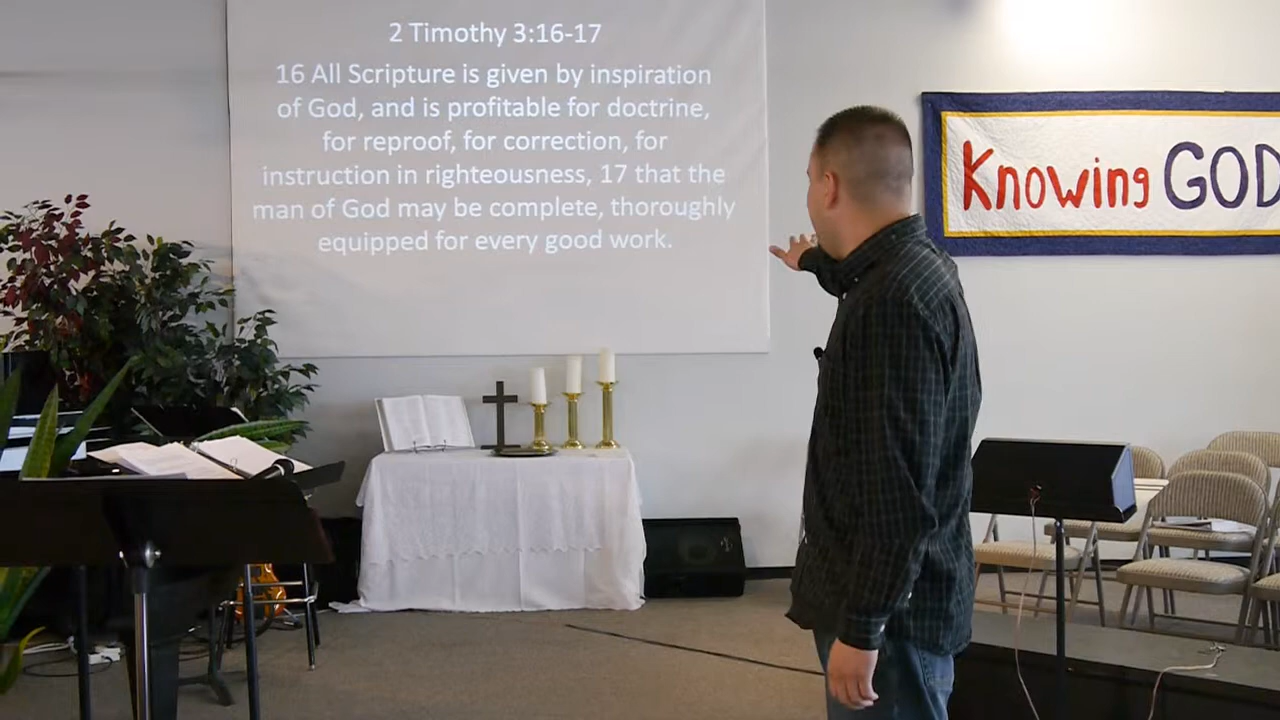 2 Timothy 3:16-17
16 All Scripture is given by inspiration
of God, and is profitable for doctrine,
for reproof, for correction, for
instruction in righteousness, 17 that the
man of God may be complete, thoroughly
equipped for every good work.
Knowing GOD